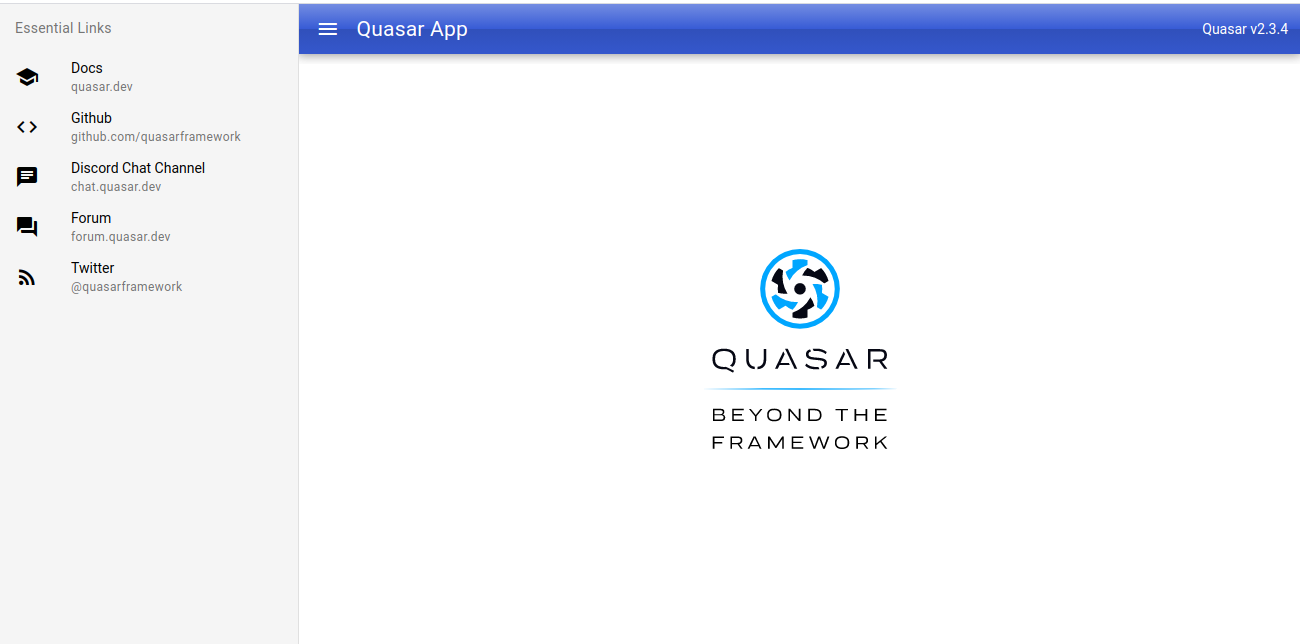 Essential Links
Docs
quasar.dev
Github
github.com/quasarframework
Discord Chat Channel
chat.quasar.dev
Forum
forum.quasar.dev
Twitter
@quasarframework
Quasar App
Quasar v2.3.4
QUASAR
BEYOND THE
FRAMEWORK